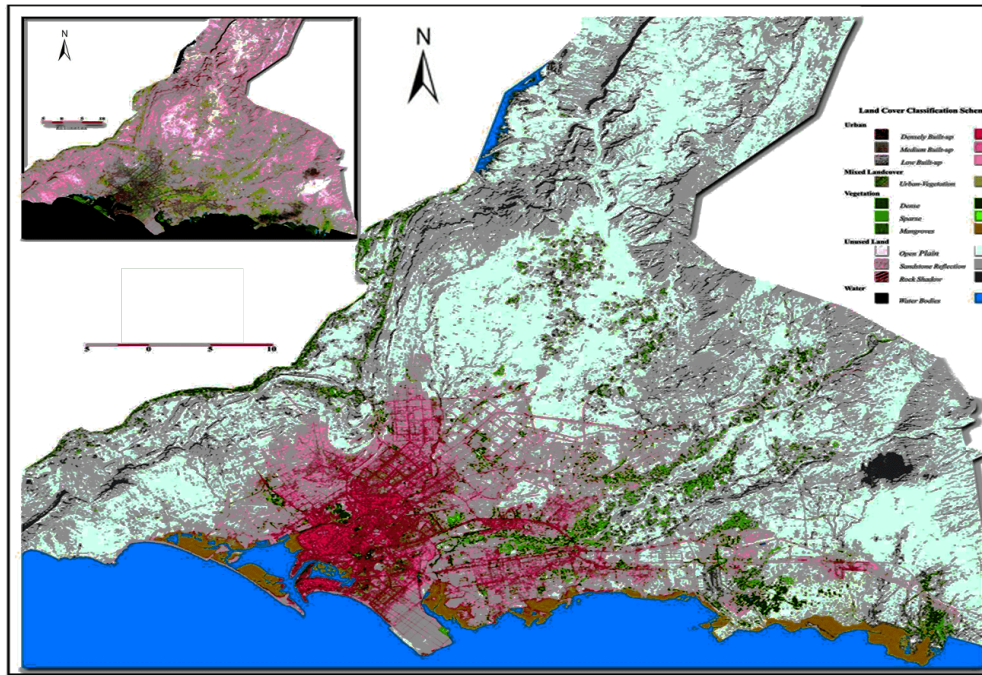 N
N
Land Cover Classification Schem
Urban
Densely Built-up
Medium Built-up
Low Built-up
Mixed Landcover
Urban-Vegetation
Vegetation
Dense
Sparse
Mangroves
Unused Land
Open Plain
Sandstone Reflection
Rock Shadow
Water
Water Bodies
5 0 5 10